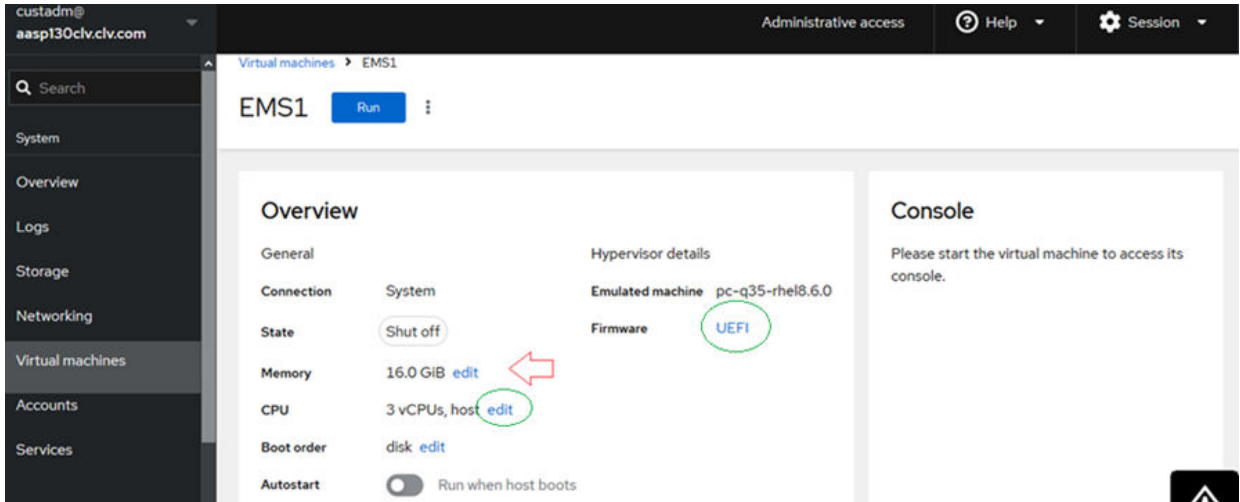 custadm@
aasp130clv.clv.com
Administrative access
Help
Session
Search
System
Overview
Logs
Storage
Networking
Virtual machines
Accounts
Services
Virtual machines > EMS1
EMS1 Run
Overview
General
Connection System
State Shut off
Memory 16.0 GiB edit
CPU 3 vCPUs, host edit
Boot order disk edit
Autostart Run when host boots
Hypervisor details
Emulated machine pc-q35-rhel8.6.0
Firmware UEFI
Console
Please start the virtual machine to access its
console.